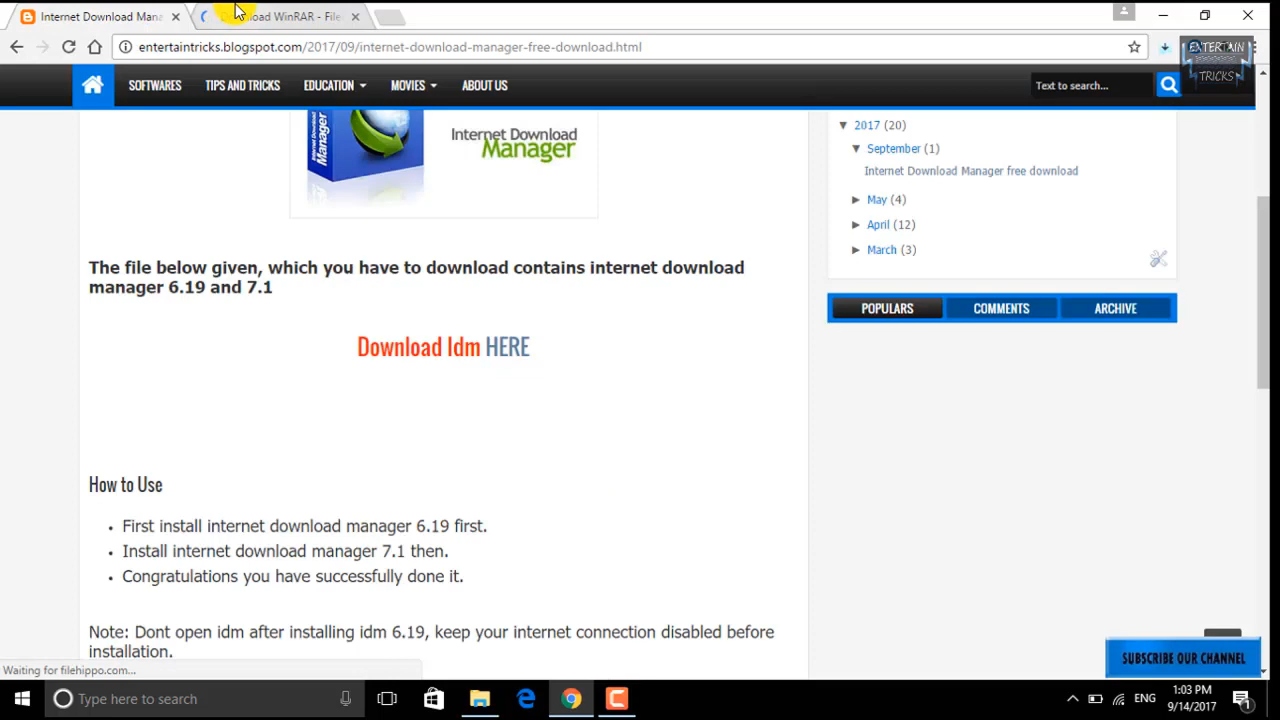 Internet Download Mana
Download WinRAR - File
entertaintricks.blogspot.com/2017/09/internet-download-manager-free-download.html
EXTERTAIN
TRICKS
SOFTWARES
TIPS AND TRICKS
EDUCATION
MOVIES
ABOUT US
Text to search...
Internet Download
Manager
Internet Download
Manager
2017 (20)
September (1)
Internet Download Manager free download
May (4)
April (12)
March (3)
The file below given, which you have to download contains internet download
manager 6.19 and 7.1
POPULARS
COMMENTS
ARCHIVE
Download Idm HERE
How to Use
First install internet download manager 6.19 first.
Install internet download manager 7.1 then.
Congratulations you have successfully done it.
Note: Dont open idm after installing idm 6.19, keep your internet connection disabled before
installation.
SUBSCRIBE OUR CHANNEL
Waiting for filehippo.com...
Type here to search
ENG
1:03 PM
9/14/2017